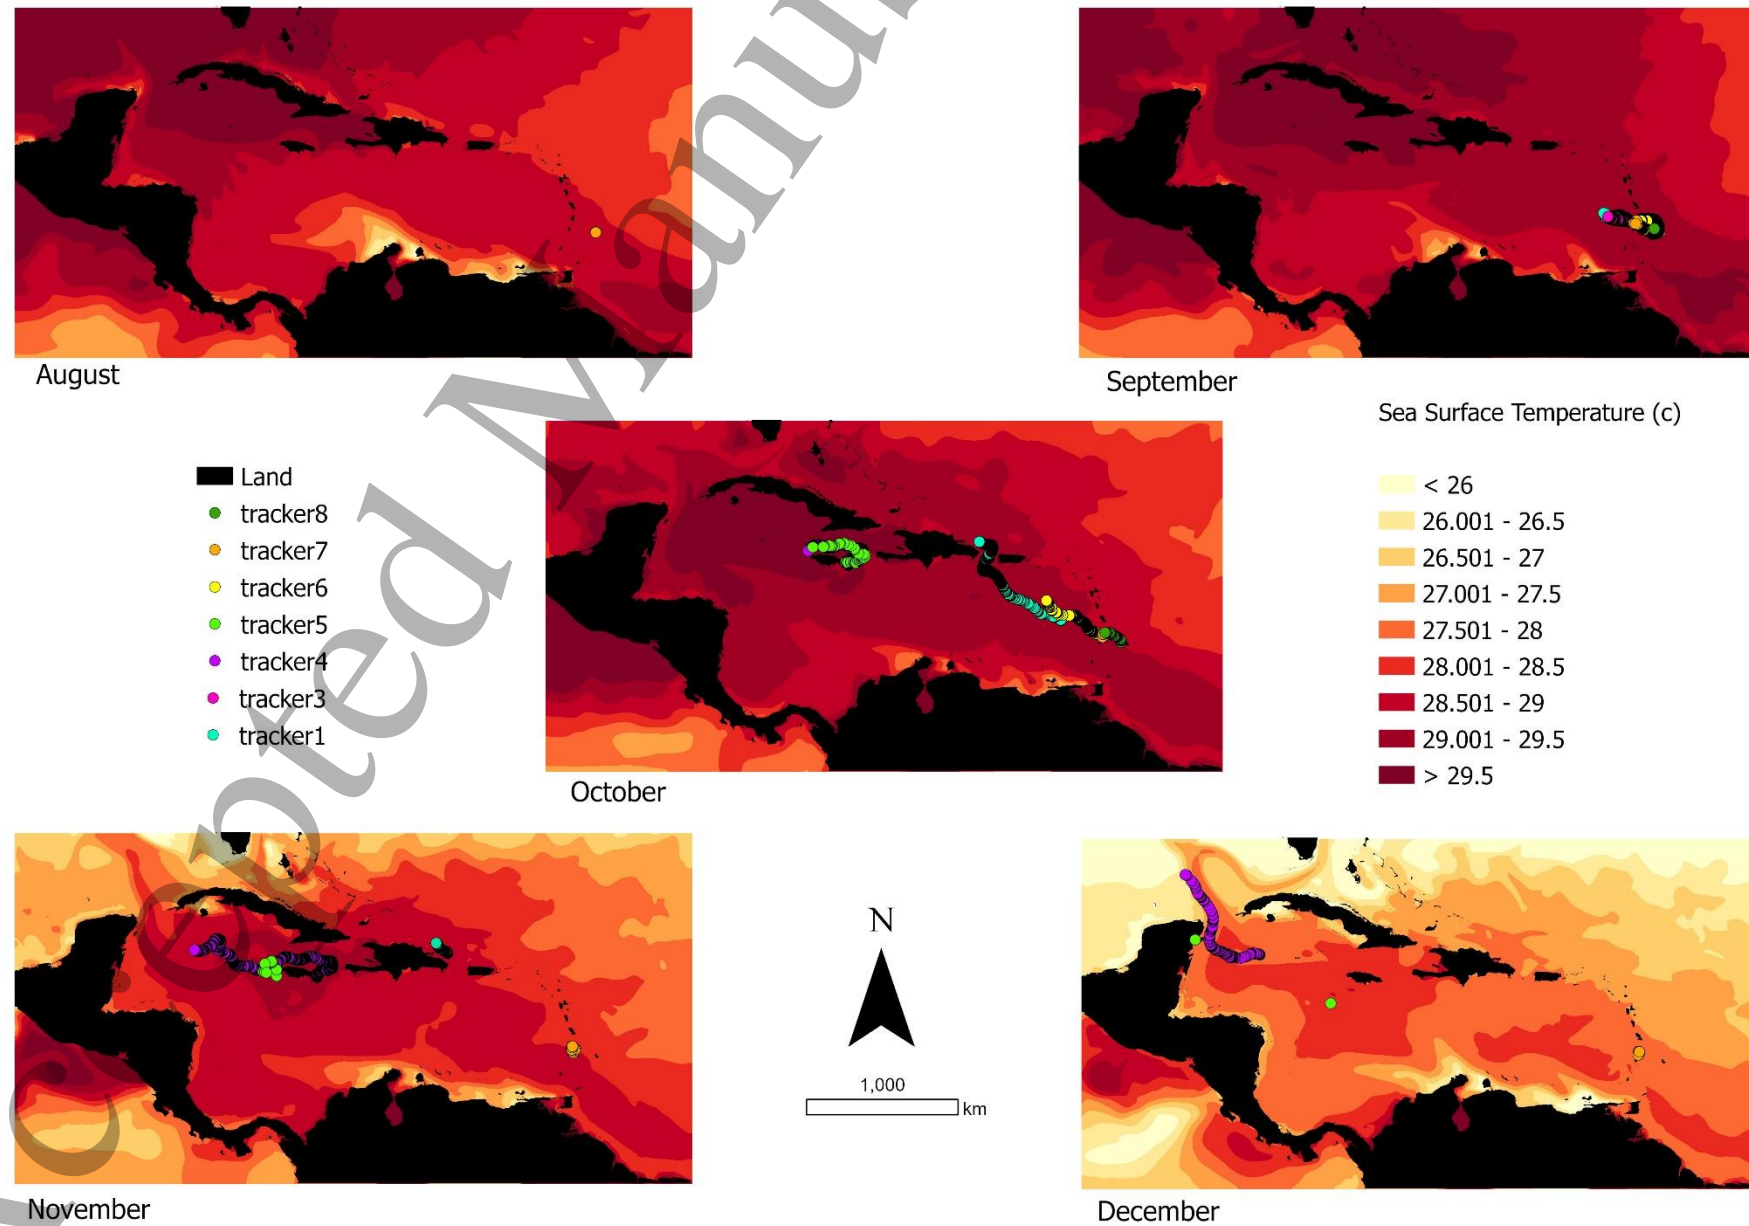 August
September
Sea Surface Temperature (c)
Land
tracker8
tracker7
tracker6
tracker5
tracker4
tracker3
tracker1
< 26
26.001 - 26.5
26.501 - 27
27.001 - 27.5
27.501 - 28
28.001 - 28.5
28.501 - 29
29.001 - 29.5
> 29.5
October
N
1,000
km
November
December
cepted Manu